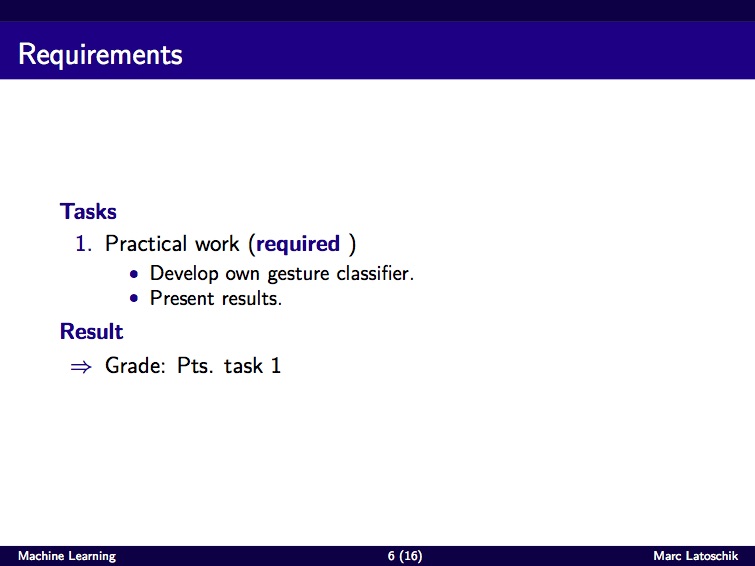 Requirements
Tasks
1. Practical work (required )
• Develop own gesture classifier.
• Present results.
Result
⇒ Grade: Pts. task 1
Machine Learning
6 (16)
Marc Latoschik